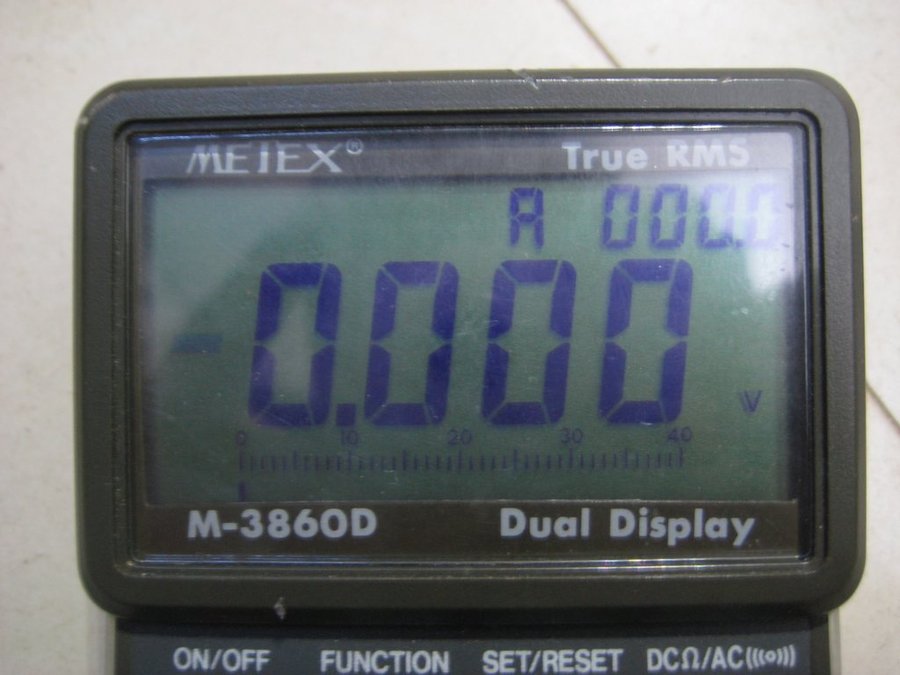 METEX® True RMS
A 000.0
-0.000 V
0 10 20 30 40
M-3860D Dual Display
ON/OFF FUNCTION SET/RESET DCΩ/AC(((o)))